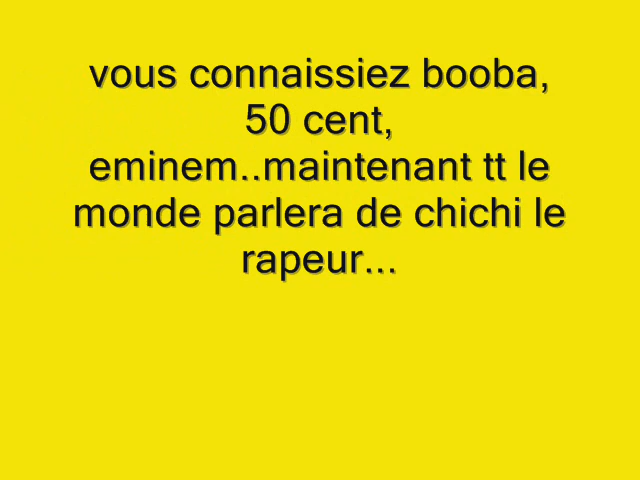 vous connaissiez booba,
50 cent,
eminem..maintenant tt le
monde parlera de chichi le
rapeur...